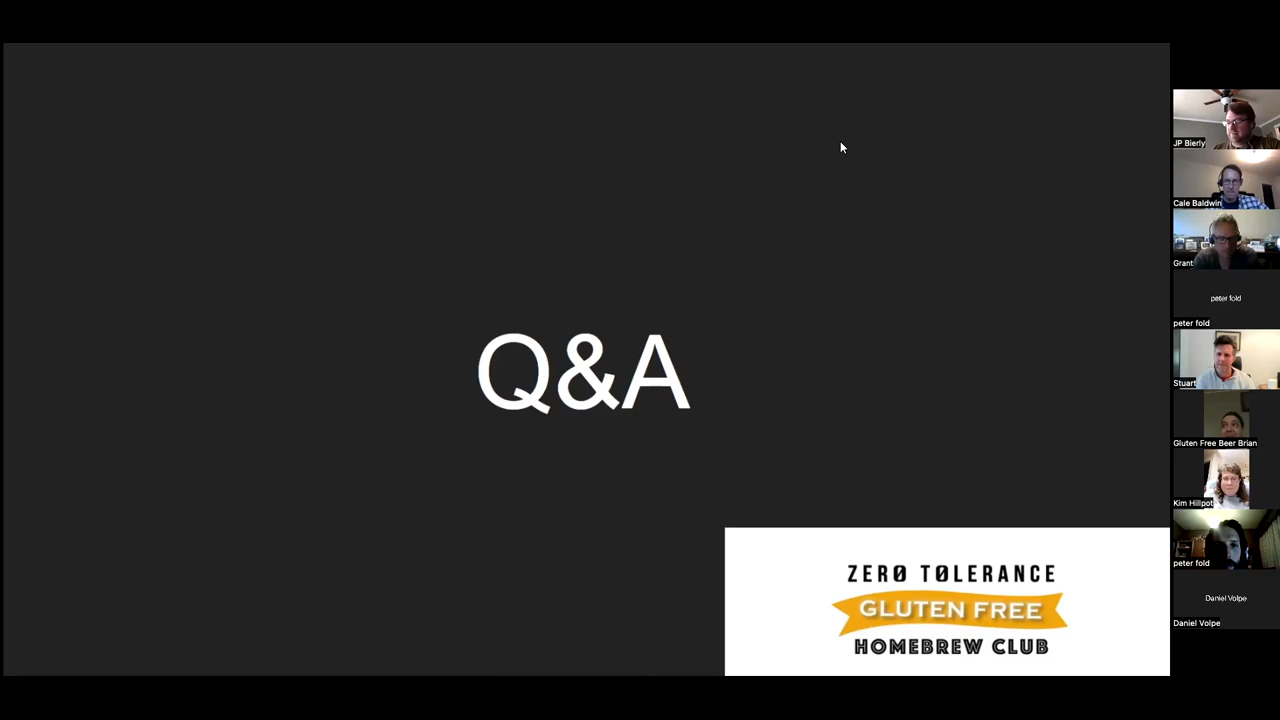 Q&A
ZERØ TØLERANCE
GLUTEN FREE
HOMEBREW CLUB
JP Bierly
Cale Baldwin
Grant
peter fold
peter fold
Stuart
Gluten Free Beer Brian
Kim Hillpot
peter fold
Daniel Volpe
Daniel Volpe